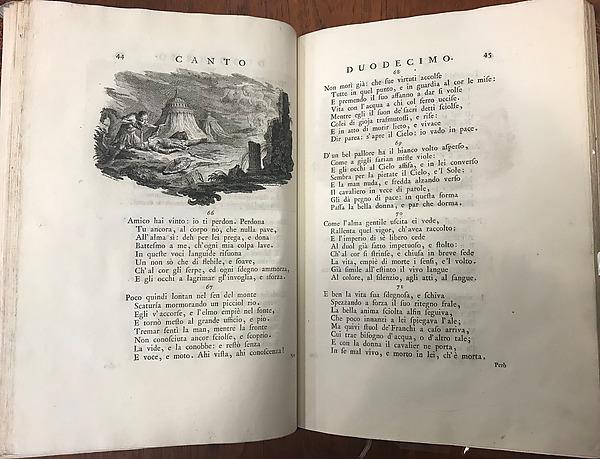 44
CANTO
66
Amico hai vinto: io ti perdon. Perdona
Tu ancora, al corpo nò, che nulla pave,
All'alma sì: deh per lei prega, e dona
Battesmo a me, ch'ogni mia colpa lave.
In queste voci languide risuona
Un non sò che di flebile, e soave,
Ch'al cor gli serpe, ed ogni sdegno ammorza,
E gli occhi a lagrimar gl'invoglia, e sforza.
67
Poco quindi lontan nel sen del monte
Scaturía mormorando un picciol rio.
Egli v'accorse, e l'elmo empiè nel fonte,
E tornò mesto al grande ufficio, e pio.
Tremar sentì la man, mentre la fronte
Non conosciuta ancor sciolse, e scoprio.
La vide, e la conobbe: e restò senza
E voce, e moto. Ahi vista, ahi conoscenza!
DUODECIMO.
45
68
Non morì già: che sue virtuti accolse
Tutte in quel punto, e in guardia al cor le mise:
E premendo il suo affanno a dar si volse
Vita con l'acqua a chi col ferro uccise.
Mentre egli il suon de'sacri detti sciolse,
Colei di gioja trasmutossi, e rise:
E in atto di morir lieto, e vivace
Dir parea: s'apre il Cielo: io vado in pace.
69
D'un bel pallore ha il bianco volto asperso,
Come a gigli sarian miste viole:
E gli occhi al Cielo affisa, e in lei converso
Sembra per la pietate il Cielo, e'l Sole:
E la man nuda, e fredda alzando verso
Il cavaliero in vece di parole,
Gli dà pegno di pace: in questa forma
Passa la bella donna, e par che dorma.
70
Come l'alma gentile uscita ei vede,
Rallenta quel vigor, ch'avea raccolto:
E l'imperio di sè libero cede
Al duol già fatto impetuoso, e stolto:
Ch'al cor si strinse, e chiusa in breve sede
La vita, empiè di morte i sensi, e'l volto.
Già simile all'estinto il vivo langue
Al colore, al silenzio, agli atti, al sangue.
71
E ben la vita sua sdegnosa, e schiva
Spezzando a forza il suo ritegno frale,
La bella anima sciolta alfin seguiva,
Che poco innanzi a lei spiegava l'ale;
Ma quivi stuol de'Franchi a caso arriva,
Cui trae bisogno d'acqua, o d'altro tale;
E con la donna il cavalier ne porta,
In se mal vivo, e morto in lei, ch'è morta.
Però